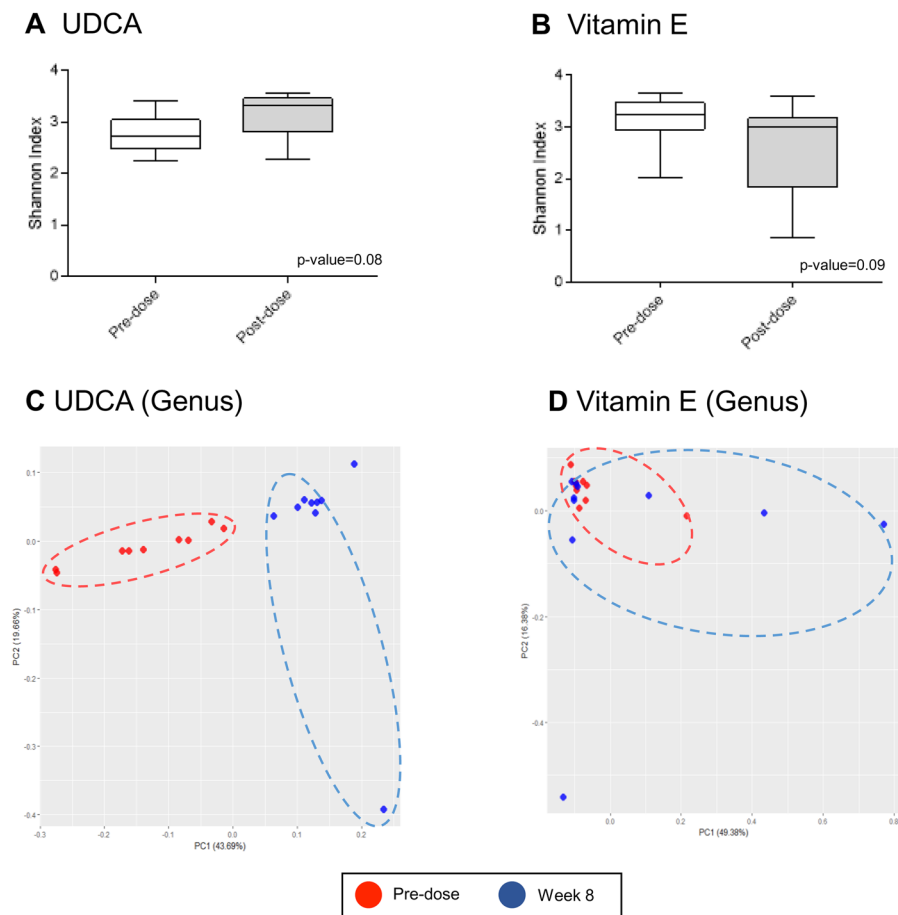 A UDCA
B Vitamin E
4
3
2
1
0
Shannon Index
p-value=0.08
Pre-dose
Post-dose
4
3
2
1
0
Shannon Index
p-value=0.09
Pre-dose
Post-dose
C UDCA (Genus)
D Vitamin E (Genus)
0.1
0.0
-0.1
-0.2
-0.3
-0.4
PC2 (19.66%)
-0.3
-0.2
-0.1
0.0
0.1
0.2
PC1 (43.69%)
0.0
-0.2
-0.4
PC2 (16.38%)
0.0
0.2
0.4
0.6
0.8
PC1 (49.38%)
Pre-dose
Week 8